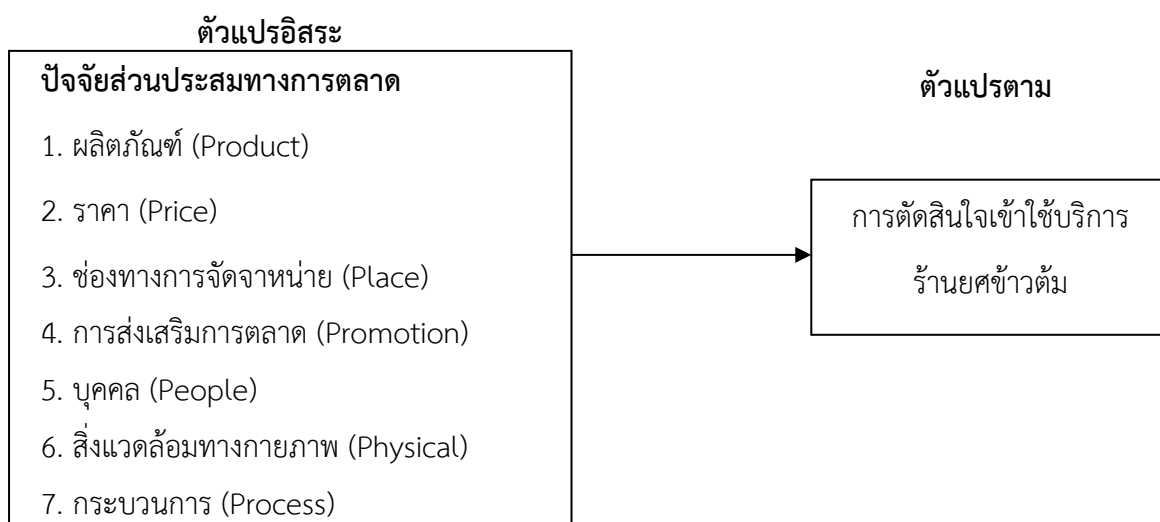 ตัวแปรอิสระ
ปัจจัยส่วนประสมทางการตลาด
1. ผลิตภัณฑ์ (Product)
2. ราคา (Price)
3. ช่องทางการจัดจาหน่าย (Place)
4. การส่งเสริมการตลาด (Promotion)
5. บุคคล (People)
6. สิ่งแวดล้อมทางกายภาพ (Physical)
7. กระบวนการ (Process)
ตัวแปรตาม
การตัดสินใจเข้าใช้บริการ
ร้านยศข้าวต้ม